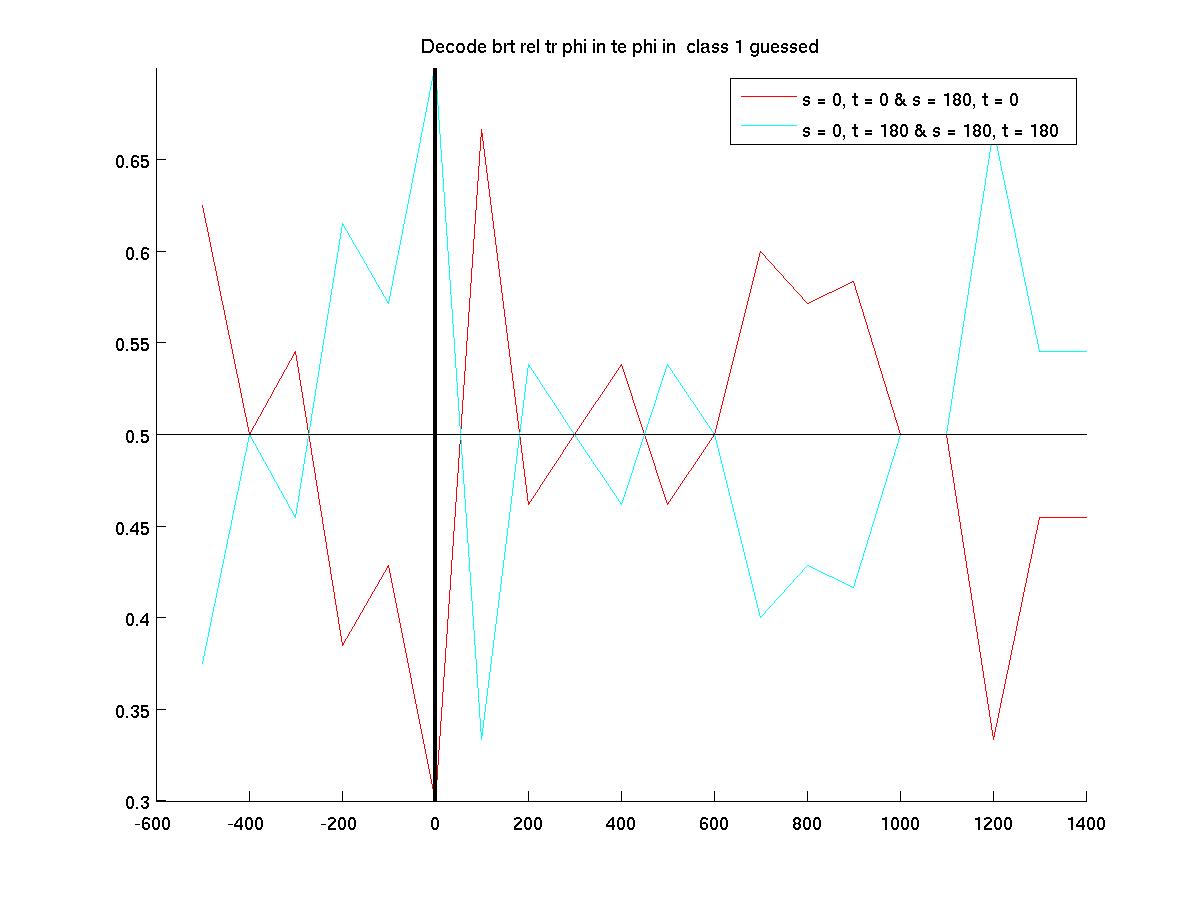 Decode brt rel tr phi in te phi in  class 1 guessed
s = 0, t = 0 & s = 180, t = 0
s = 0, t = 180 & s = 180, t = 180
0.65
0.6
0.55
0.5
0.45
0.4
0.35
0.3
-600 -400 -200 0 200 400 600 800 1000 1200 1400